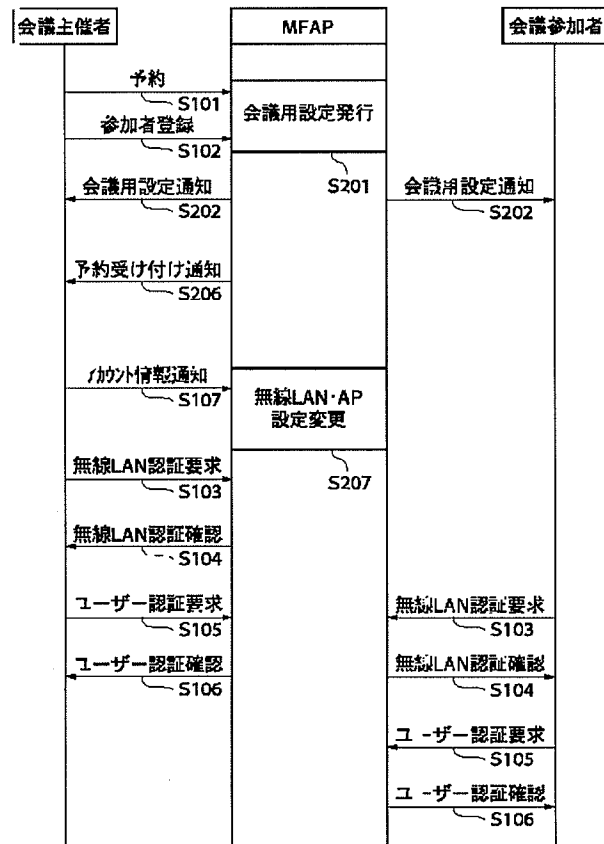 会議主催者
MFAP
会議参加者
予約
S101
会議用設定発行
参加者登録
S102
S201
会議用設定通知
S202
会議用設定通知
S202
予約受け付け通知
S206
アカウント情報通知
S107
無線LAN・AP
設定変更
S207
無線LAN認証要求
S103
無線LAN認証確認
S104
ユーザー認証要求
S105
無線LAN認証要求
S103
ユーザー認証確認
S106
無線LAN認証確認
S104
ユーザー認証要求
S105
ユーザー認証確認
S106